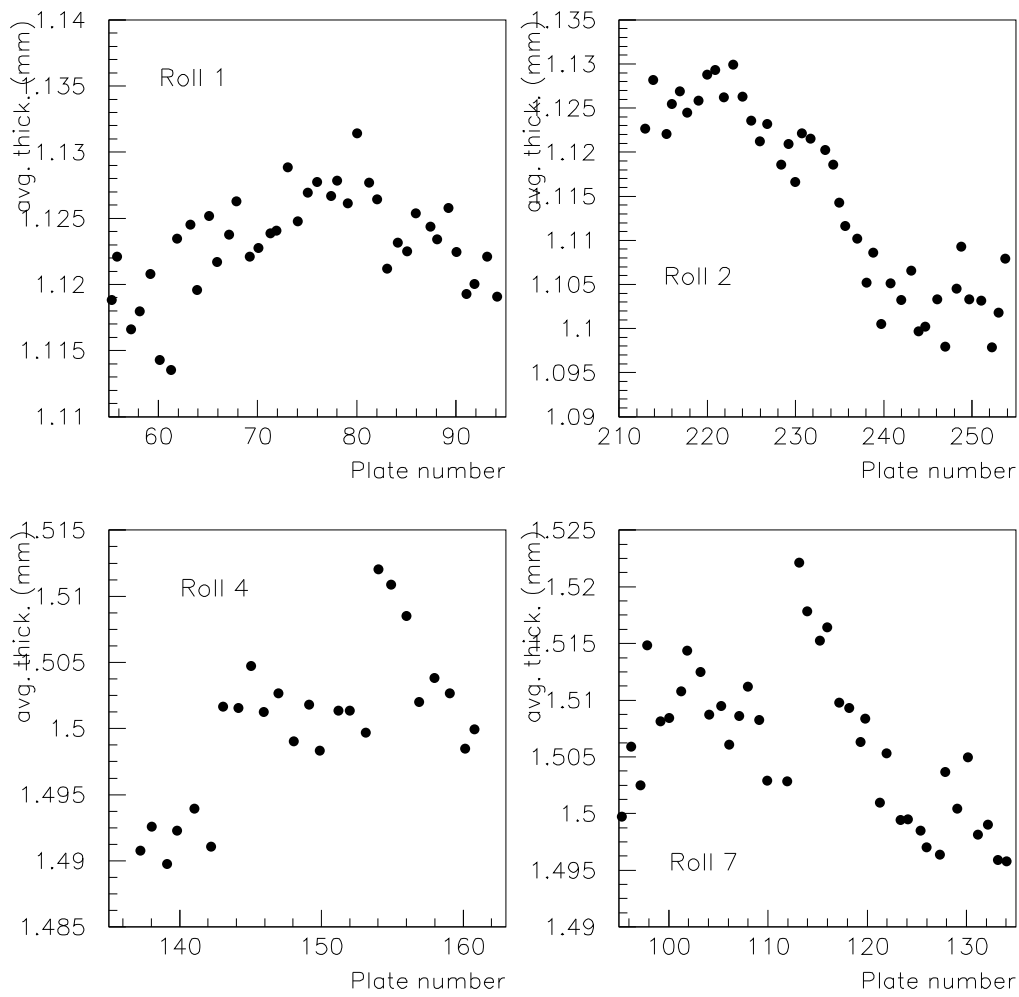 avg. thick. (mm)
1.14
1.135
1.13
1.125
1.12
1.115
1.11
Roll 1
60 70 80 90
Plate number
avg. thick. (mm)
1.135
1.13
1.125
1.12
1.115
1.11
1.105
1.1
1.095
1.09
Roll 2
210 220 230 240 250
Plate number
avg. thick. (mm)
1.515
1.51
1.505
1.5
1.495
1.49
1.485
Roll 4
140 150 160
Plate number
avg. thick. (mm)
1.525
1.52
1.515
1.51
1.505
1.5
1.495
1.49
Roll 7
100 110 120 130
Plate number